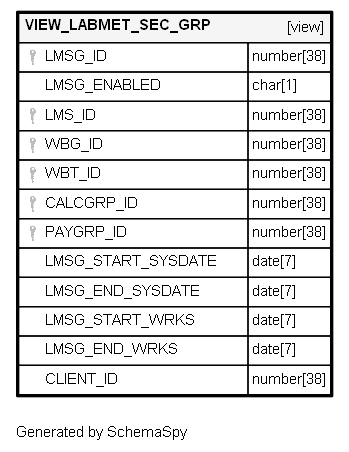 VIEW_LABMET_SEC_GRP [view]
LMSG_ID number[38]
LMSG_ENABLED char[1]
LMS_ID number[38]
WBG_ID number[38]
WBT_ID number[38]
CALCGRP_ID number[38]
PAYGRP_ID number[38]
LMSG_START_SYSDATE date[7]
LMSG_END_SYSDATE date[7]
LMSG_START_WRKS date[7]
LMSG_END_WRKS date[7]
CLIENT_ID number[38]
Generated by SchemaSpy